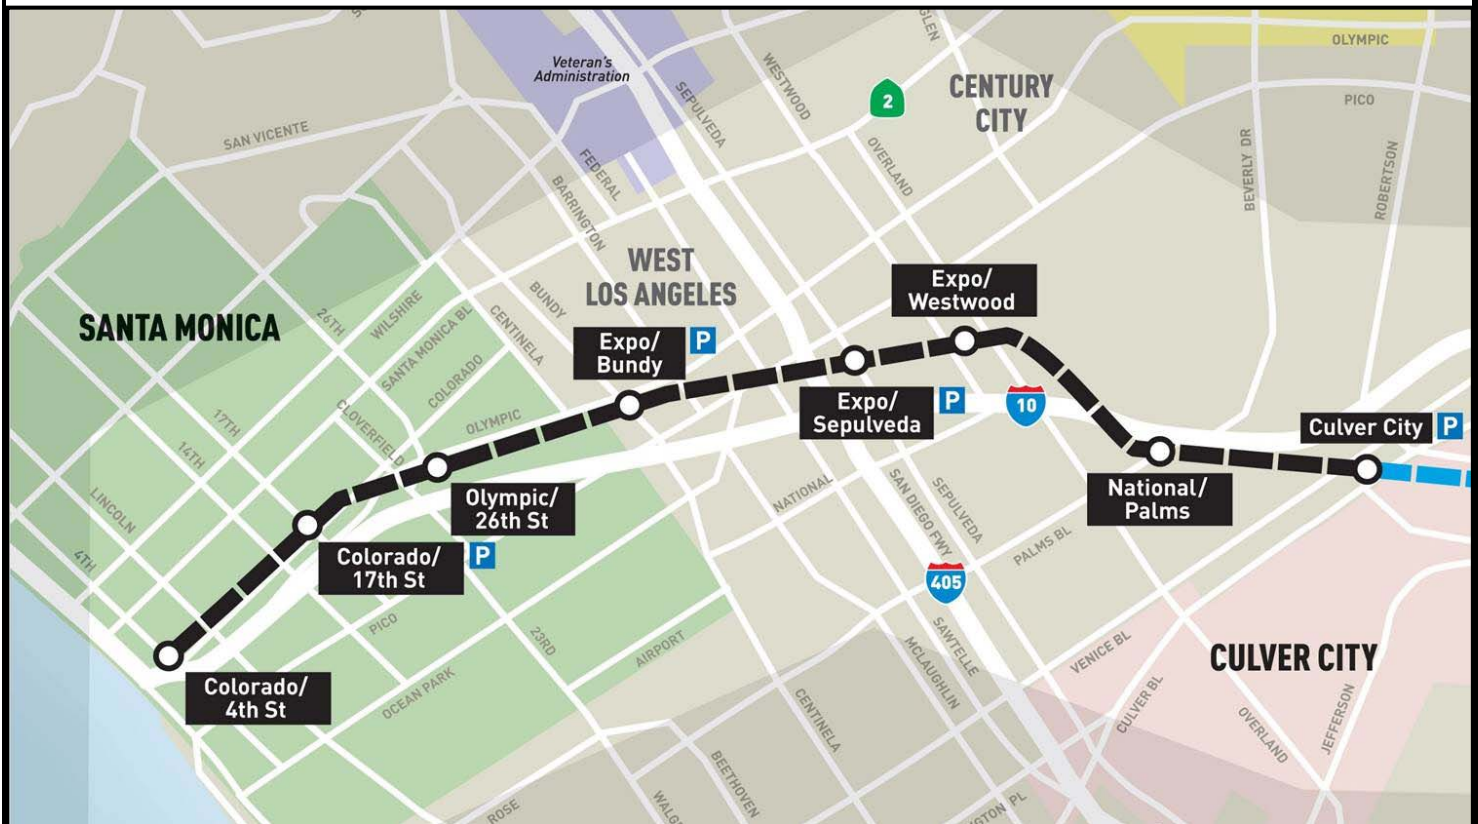 OLYMPIC
Veteran's
Administration
WESTWOOD
SEPULVEDA
2
CENTURY
CITY
PICO
SAN VICENTE
FEDERAL
BARRINGTON
OVERLAND
BEVERLY DR
ROBERTSON
WEST
LOS ANGELES
SANTA MONICA
26TH
WILSHIRE
SANTA MONICA BL
COLORADO
CENTINELA
BUNDY
Expo/
Bundy
P
Expo/
Westwood
Expo/
Sepulveda
P
10
Culver City
P
17TH
14TH
CLOVERFIELD
OLYMPIC
LINCOLN
4TH
Olympic/
26th St
Colorado/
17th St
P
NATIONAL
SAN DIEGO FWY
SEPULVEDA
National/
Palms
PALMS BL
405
Colorado/
4th St
PICO
OCEAN PARK
23RD
AIRPORT
SAWTELLE
MCLAUGHLIN
VENICE BL
CULVER CITY
CULVER BL
OVERLAND
JEFFERSON
CENTINELA
BEETHOVEN
ROSE
PL